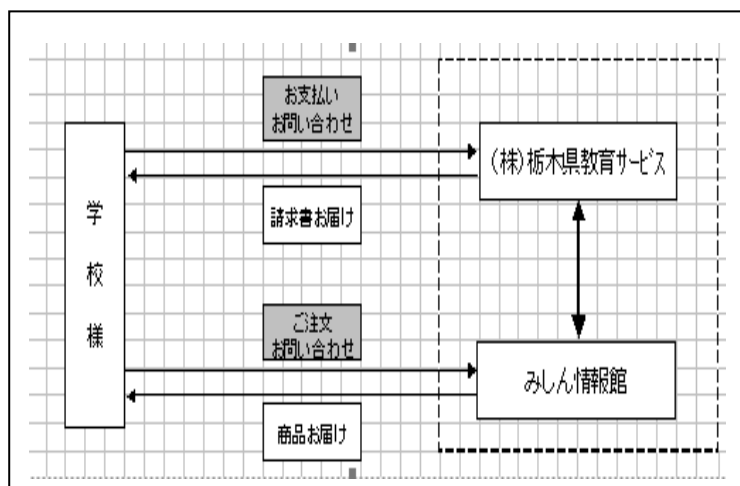 お支払い
お問い合わせ
(株)栃木県教育サービス
学校様
請求書お届け
ご注文
お問い合わせ
みしん情報館
商品お届け